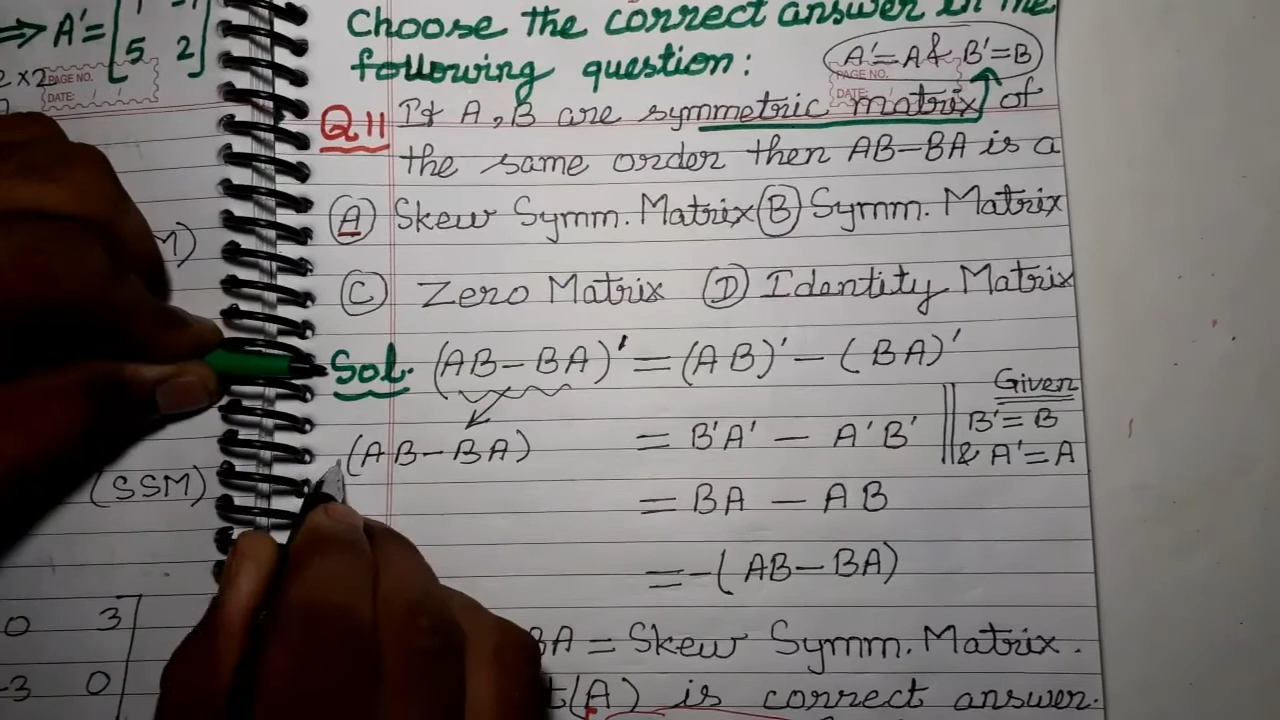 ⇒ A'= 5 2
2×2 PAGE NO.
DATE:
(SSM)
0 3
-3 0
Choose the correct answer in the
following question:
A'=A & B'=B
PAGE NO.
DATE:
Q11 If A,B are symmetric matrix of
the same order then AB-BA is a
(A) Skew Symm. Matrix (B) Symm. Matrix
(C) Zero Matrix (D) Identity Matrix
Sol. (AB-BA)' = (AB)' - (BA)'
(AB-BA)
= B'A' - A'B'
Given
B'=B
& A'=A
= BA - AB
= -(AB-BA)
BA = Skew Symm. Matrix.
(A) is correct answer.